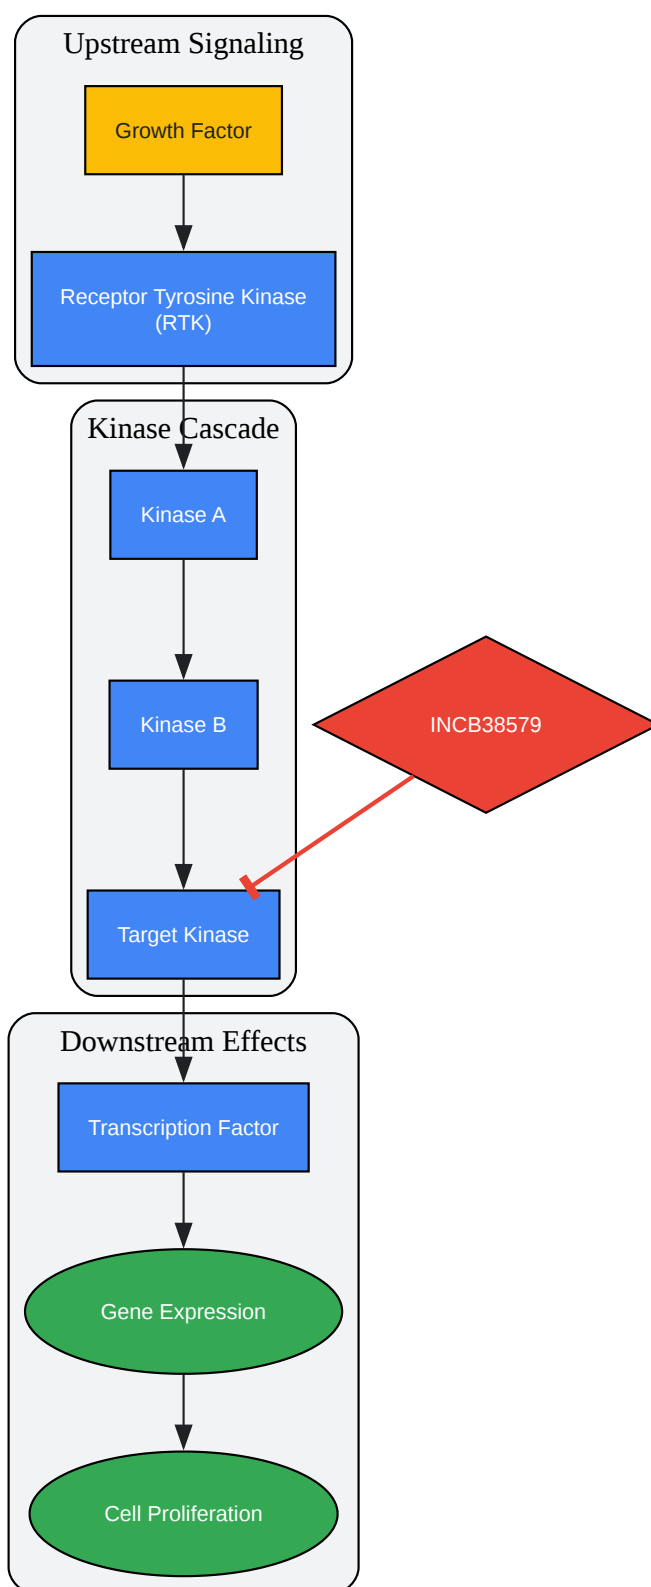 Upstream Signaling
Growth Factor
Receptor Tyrosine Kinase
(RTK)
Kinase Cascade
Kinase A
Kinase B
INCB38579
Target Kinase
Downstream Effects
Transcription Factor
Gene Expression
Cell Proliferation